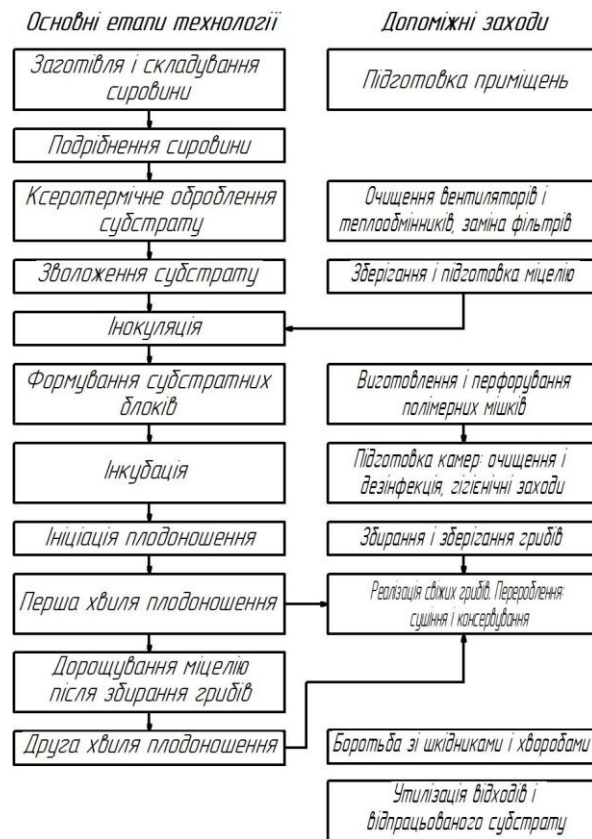 Основні етапи технології
Допоміжні заходи
Заготівля і складування
сировини
Підготовка приміщень
Подрібнення сировини
Ксеротермічне оброблення
субстрату
Очищення вентиляторів і
теплообмінників, заміна фільтрів
Зволоження субстрату
Зберігання і підготовка міцелію
Інокуляція
Формування субстратних
блоків
Виготовлення і перфорування
полімерних мішків
Інкубація
Підготовка камер: очищення і
дезінфекція, гігієнічні заходи
Ініціація плодоношення
Збирання і зберігання грибів
Перша хвиля плодоношення
Реалізація свіжих грибів. Перероблення:
сушіння і консервування
Дорощування міцелію
після збирання грибів
Друга хвиля плодоношення
Боротьба зі шкідниками і хворобами
Утилізація відходів і
відпрацьованого субстрату